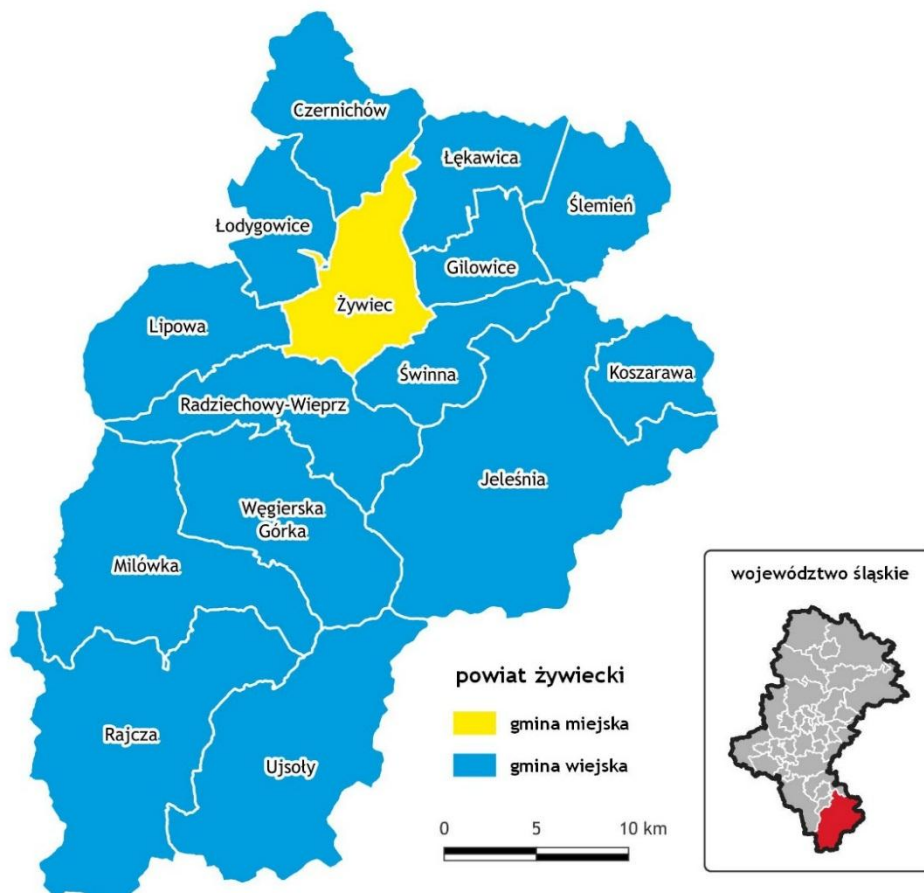 Czernichów
Łękawica
Ślemień
Łodygowice
Gilowice
Żywiec
Lipowa
Świnna
Koszarawa
Radziechowy-Wieprz
Jeleśnia
Węgierska
Górka
Milówka
Rajcza
Ujsoły
powiat żywiecki
gmina miejska
gmina wiejska
0 5 10 km
województwo śląskie